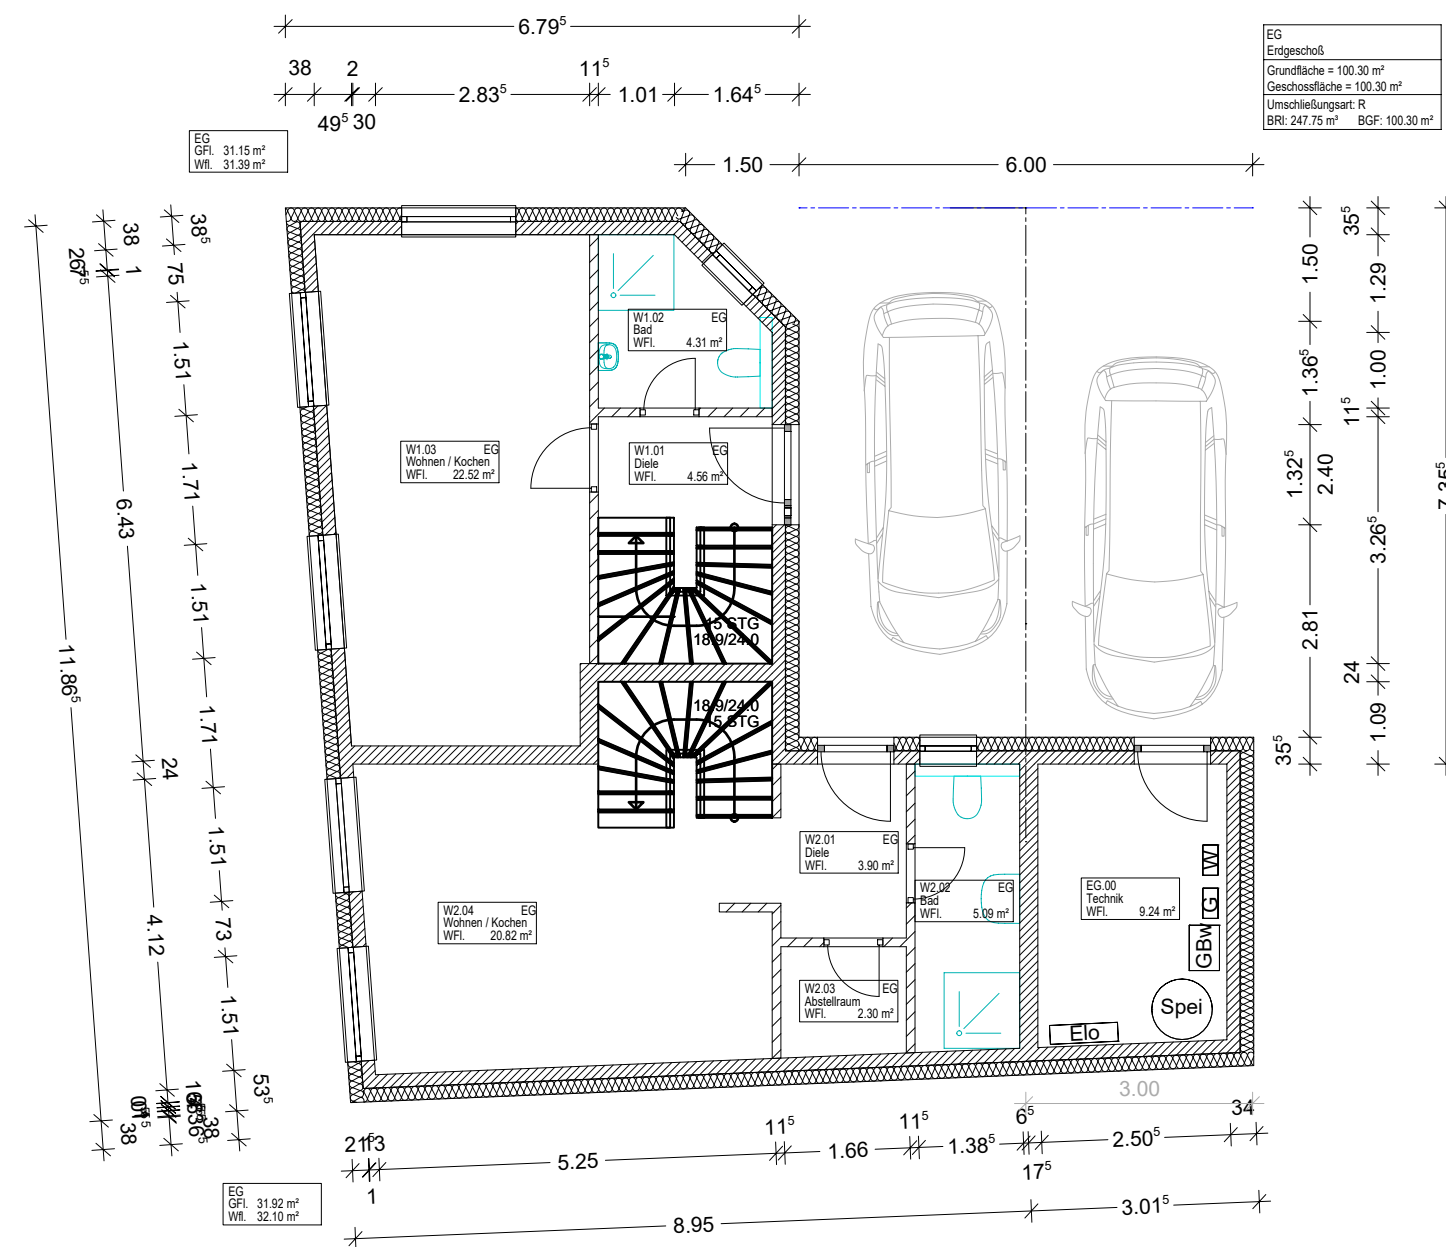 6.79⁵
38
2
2.83⁵
11⁵
1.01
1.64⁵
49⁵
30
EG
Erdgeschoß
Grundfläche = 100.30 m²
Geschossfläche = 100.30 m²
Umschließungsart: R
BRI: 247.75 m³ BGF: 100.30 m²
EG
GFl. 31.15 m²
Wfl. 31.39 m²
1.50
6.00
38
1
6.43
24
4.12
38
11.86⁵
38⁵
75
1.51
1.71
1.51
1.71
1.51
73
1.51
53⁵
W1.02 EG
Bad
WFl. 4.31 m²
W1.03 EG
Wohnen / Kochen
WFl. 22.52 m²
W1.01 EG
Diele
WFl. 4.56 m²
15 STG
18.9/24.0
18.9/24.0
15 STG
1.50
1.36⁵
1.32⁵
2.40
2.81
35⁵
35⁵
1.29
1.00
11⁵
3.26⁵
24
1.09
7.35⁵
W2.01 EG
Diele
WFl. 3.90 m²
W2.02 EG
Bad
WFl. 5.09 m²
EG.00
Technik
WFl. 9.24 m²
W2.04 EG
Wohnen / Kochen
WFl. 20.82 m²
W2.03 EG
Abstellraum
WFl. 2.30 m²
W
G
GBw
Spei
Elo
3.00
34
5.25
11⁵
1.66
11⁵
1.38⁵
6⁵
17⁵
2.50⁵
1
3.01⁵
8.95
EG
GFl. 31.92 m²
Wfl. 32.10 m²